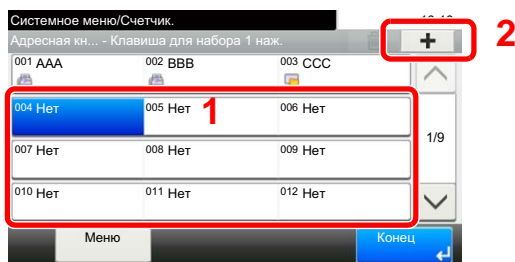 Системное меню/Счетчик.
Адресная кн... - Клавиша для набора 1 наж.
+
2
001 AAA
002 BBB
003 CCC
004 Нет
005 Нет
1
006 Нет
1/9
007 Нет
008 Нет
009 Нет
010 Нет
011 Нет
012 Нет
Меню
Конец